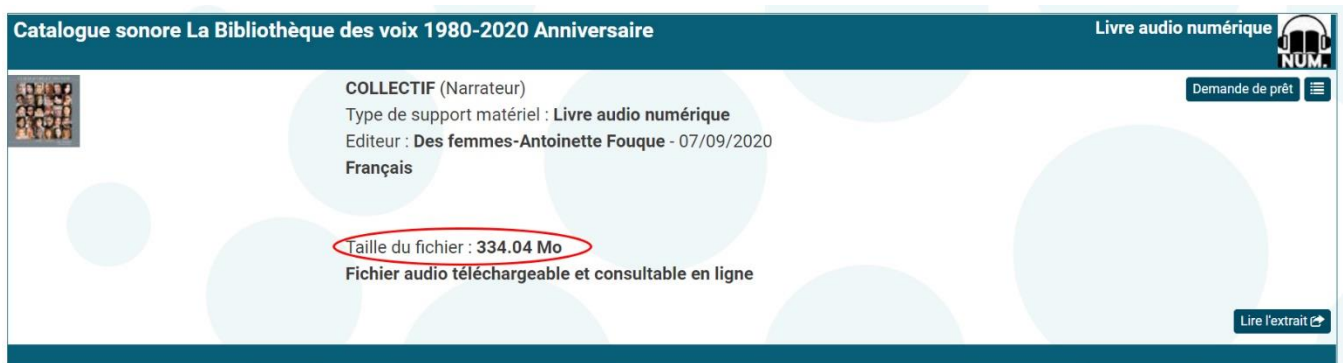 Catalogue sonore La Bibliothèque des voix 1980-2020 Anniversaire
Livre audio numérique
NUM.
COLLECTIF (Narrateur)
Demande de prêt
Type de support matériel : Livre audio numérique
Editeur : Des femmes-Antoinette Fouque - 07/09/2020
Français
Taille du fichier : 334.04 Mo
Fichier audio téléchargeable et consultable en ligne
Lire l'extrait